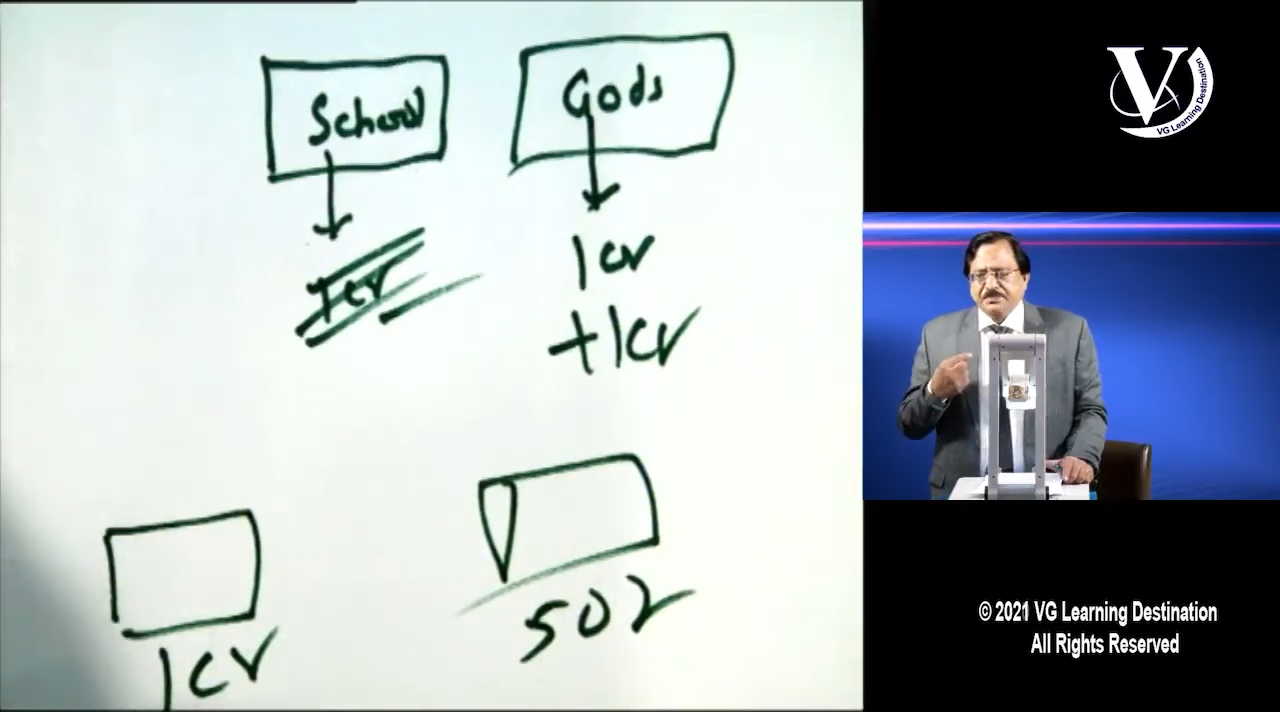 School
Gods
1cr
1cr
+1cr
1cr
50L
V
VG Learning Destination
© 2021 VG Learning Destination
All Rights Reserved